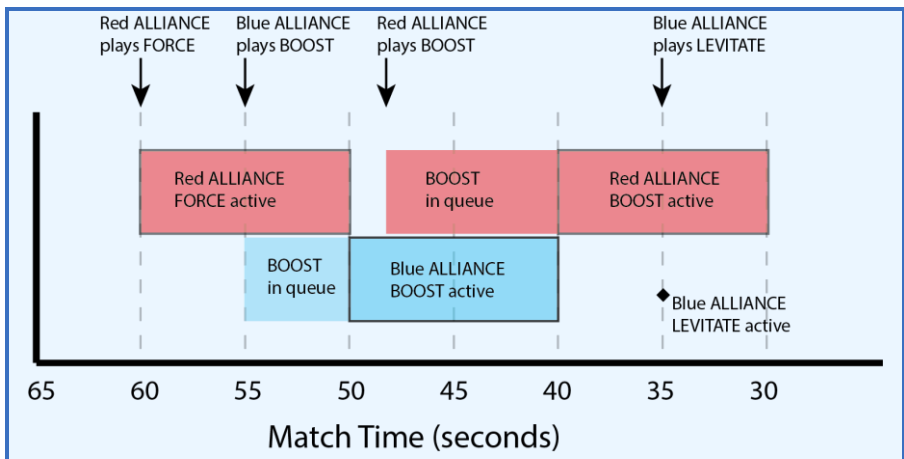 Red ALLIANCE
plays FORCE
Blue ALLIANCE
plays BOOST
Red ALLIANCE
plays BOOST
Blue ALLIANCE
plays LEVITATE
Red ALLIANCE
FORCE active
BOOST
in queue
Red ALLIANCE
BOOST active
BOOST
in queue
Blue ALLIANCE
BOOST active
Blue ALLIANCE
LEVITATE active
65 60 55 50 45 40 35 30
Match Time (seconds)